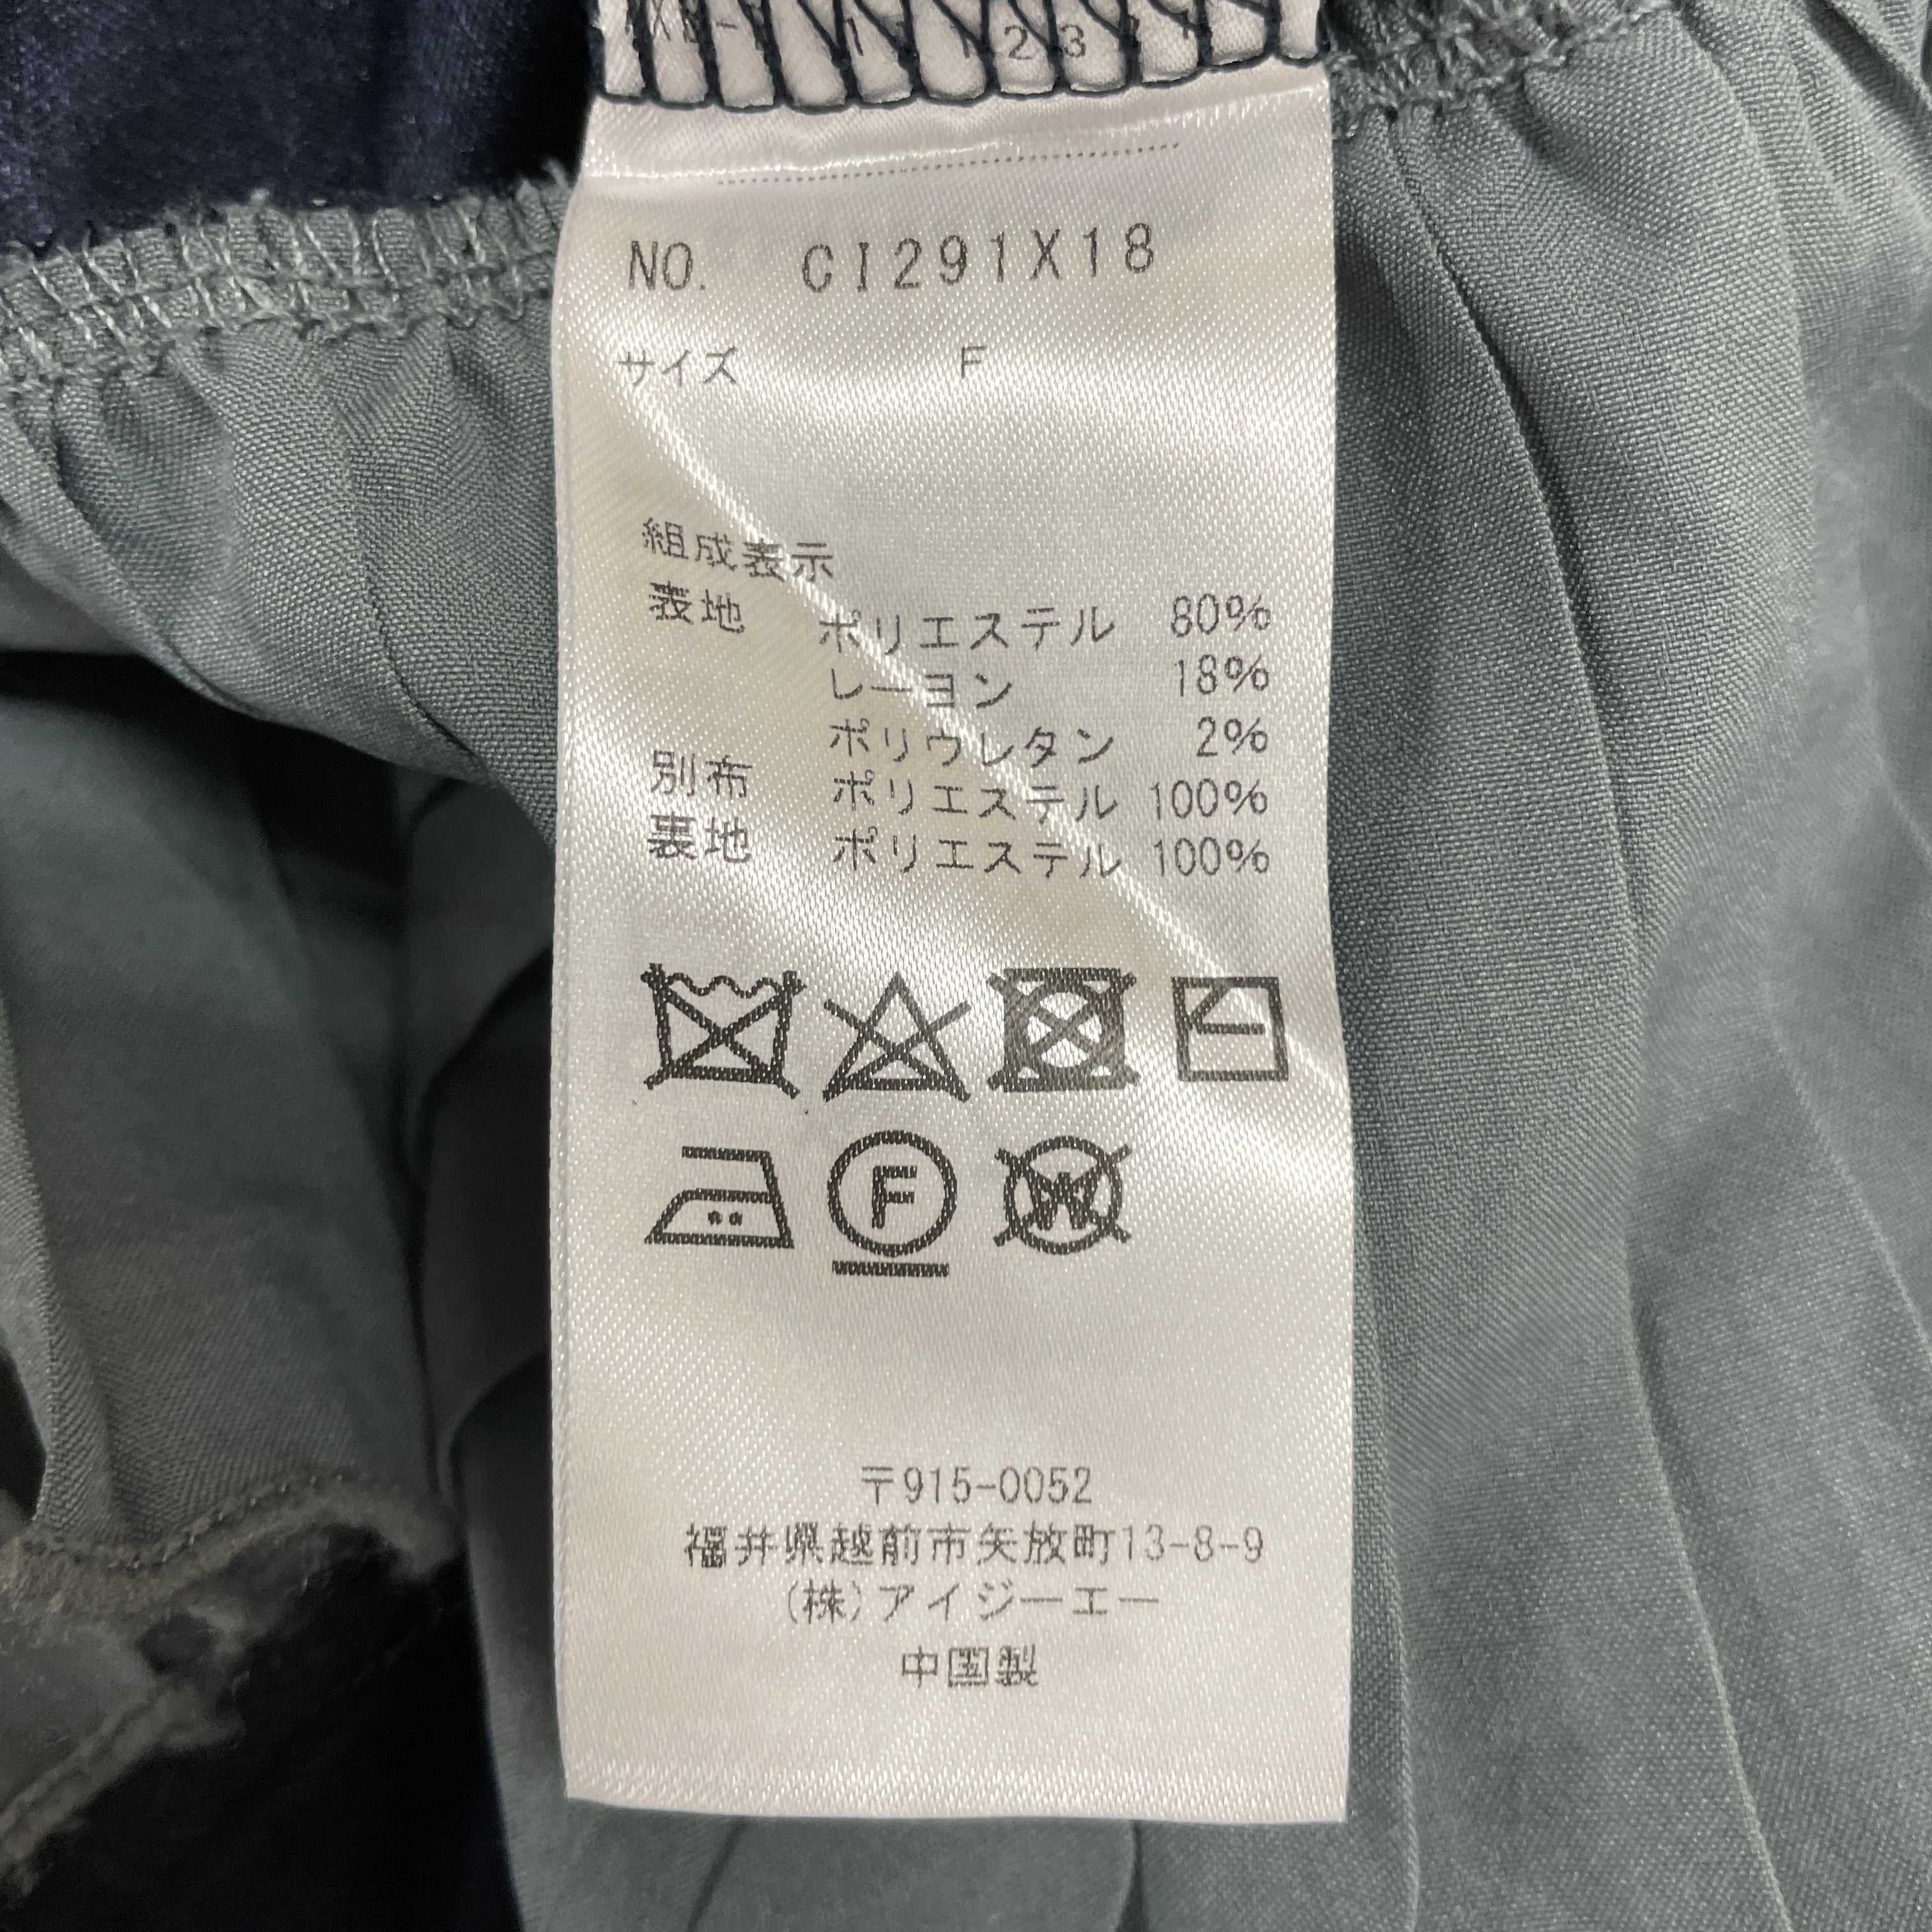 NO. CI291X18
サイズ F
組成表示
表地 ポリエステル 80%
レーヨン 18%
ポリウレタン 2%
別布 ポリエステル 100%
裏地 ポリエステル 100%
F
W
〒915-0052
福井県越前市矢放町13-8-9
(株)アイジーエー
中国製